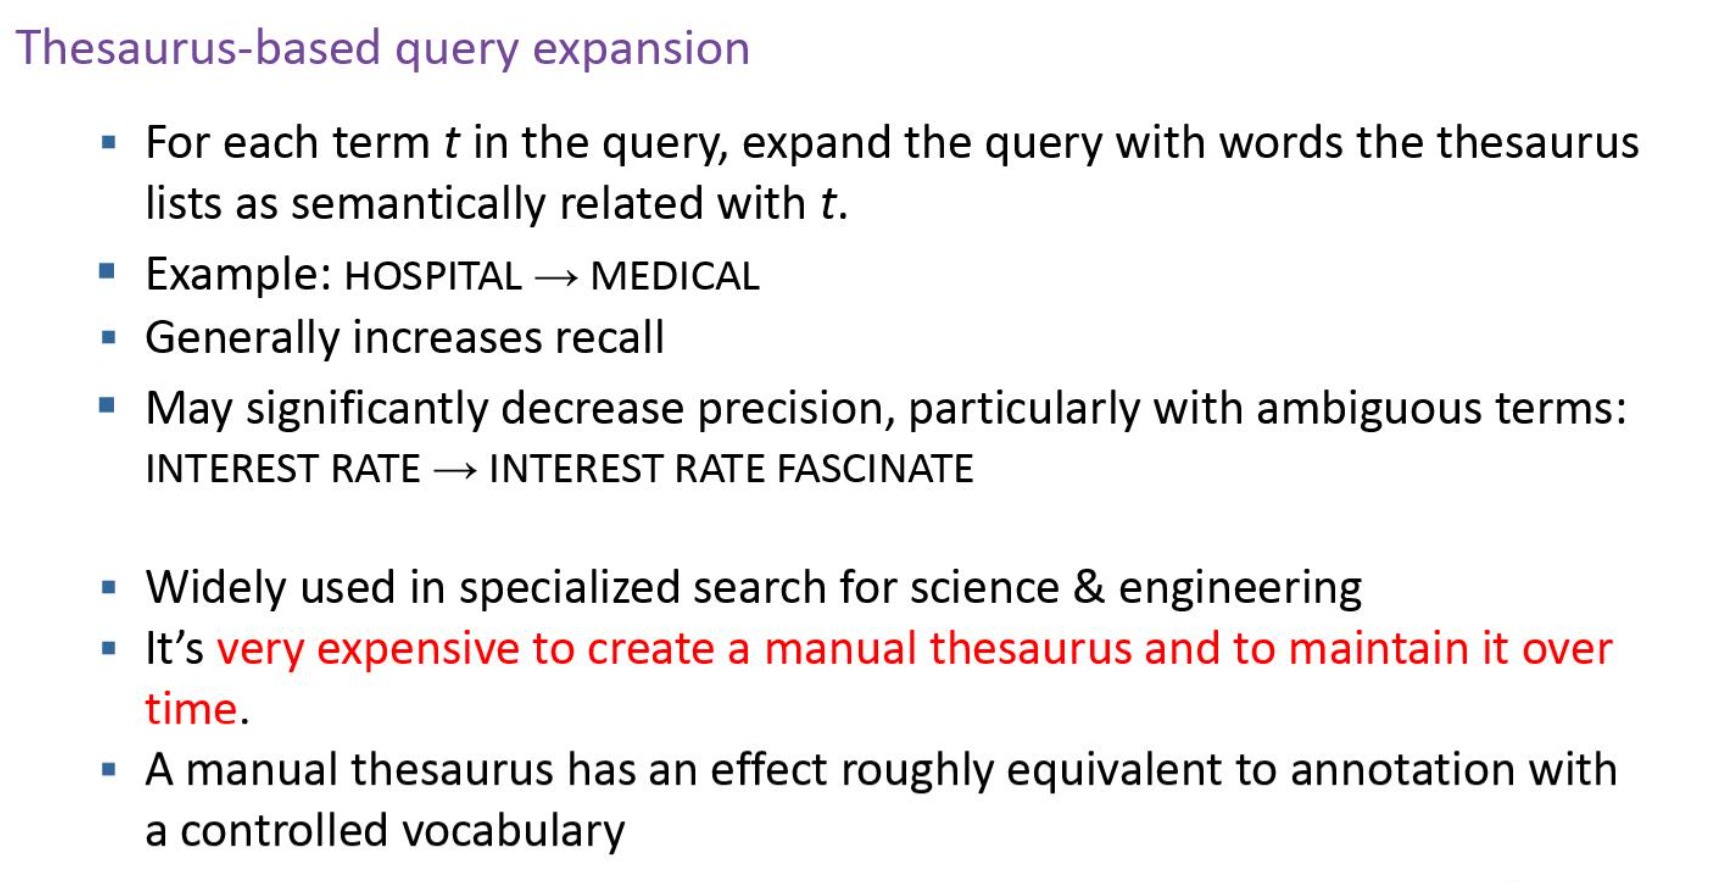 Thesaurus-based query expansion
▪ For each term t in the query, expand the query with words the thesaurus
lists as semantically related with t.
▪ Example: HOSPITAL → MEDICAL
▪ Generally increases recall
▪ May significantly decrease precision, particularly with ambiguous terms:
INTEREST RATE → INTEREST RATE FASCINATE
▪ Widely used in specialized search for science & engineering
▪ It’s very expensive to create a manual thesaurus and to maintain it over
time.
▪ A manual thesaurus has an effect roughly equivalent to annotation with
a controlled vocabulary